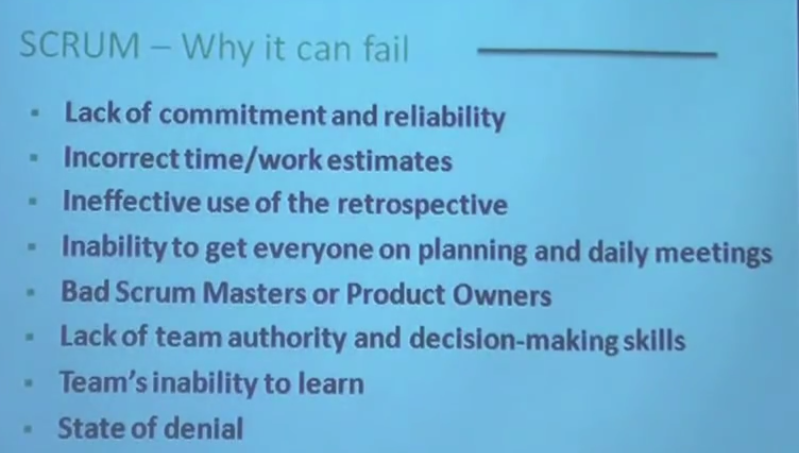 SCRUM – Why it can fail
▪ Lack of commitment and reliability
▪ Incorrect time/work estimates
▪ Ineffective use of the retrospective
▪ Inability to get everyone on planning and daily meetings
▪ Bad Scrum Masters or Product Owners
▪ Lack of team authority and decision-making skills
▪ Team's inability to learn
▪ State of denial